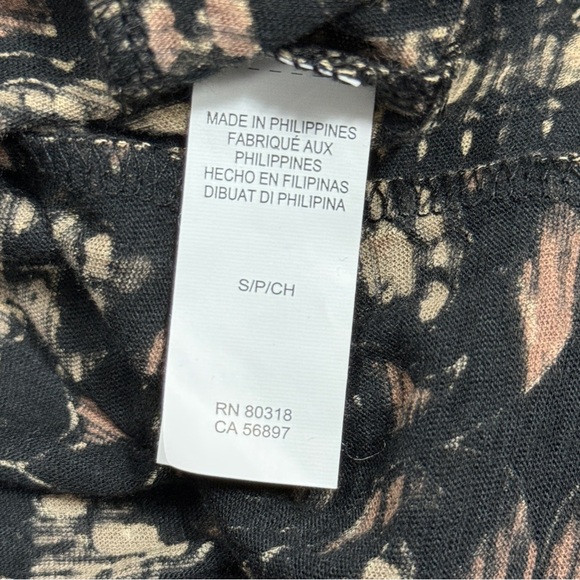 MADE IN PHILIPPINES
FABRIQUÉ AUX
PHILIPPINES
HECHO EN FILIPINAS
DIBUAT DI PHILIPINA
S/P/CH
RN 80318
CA 56897